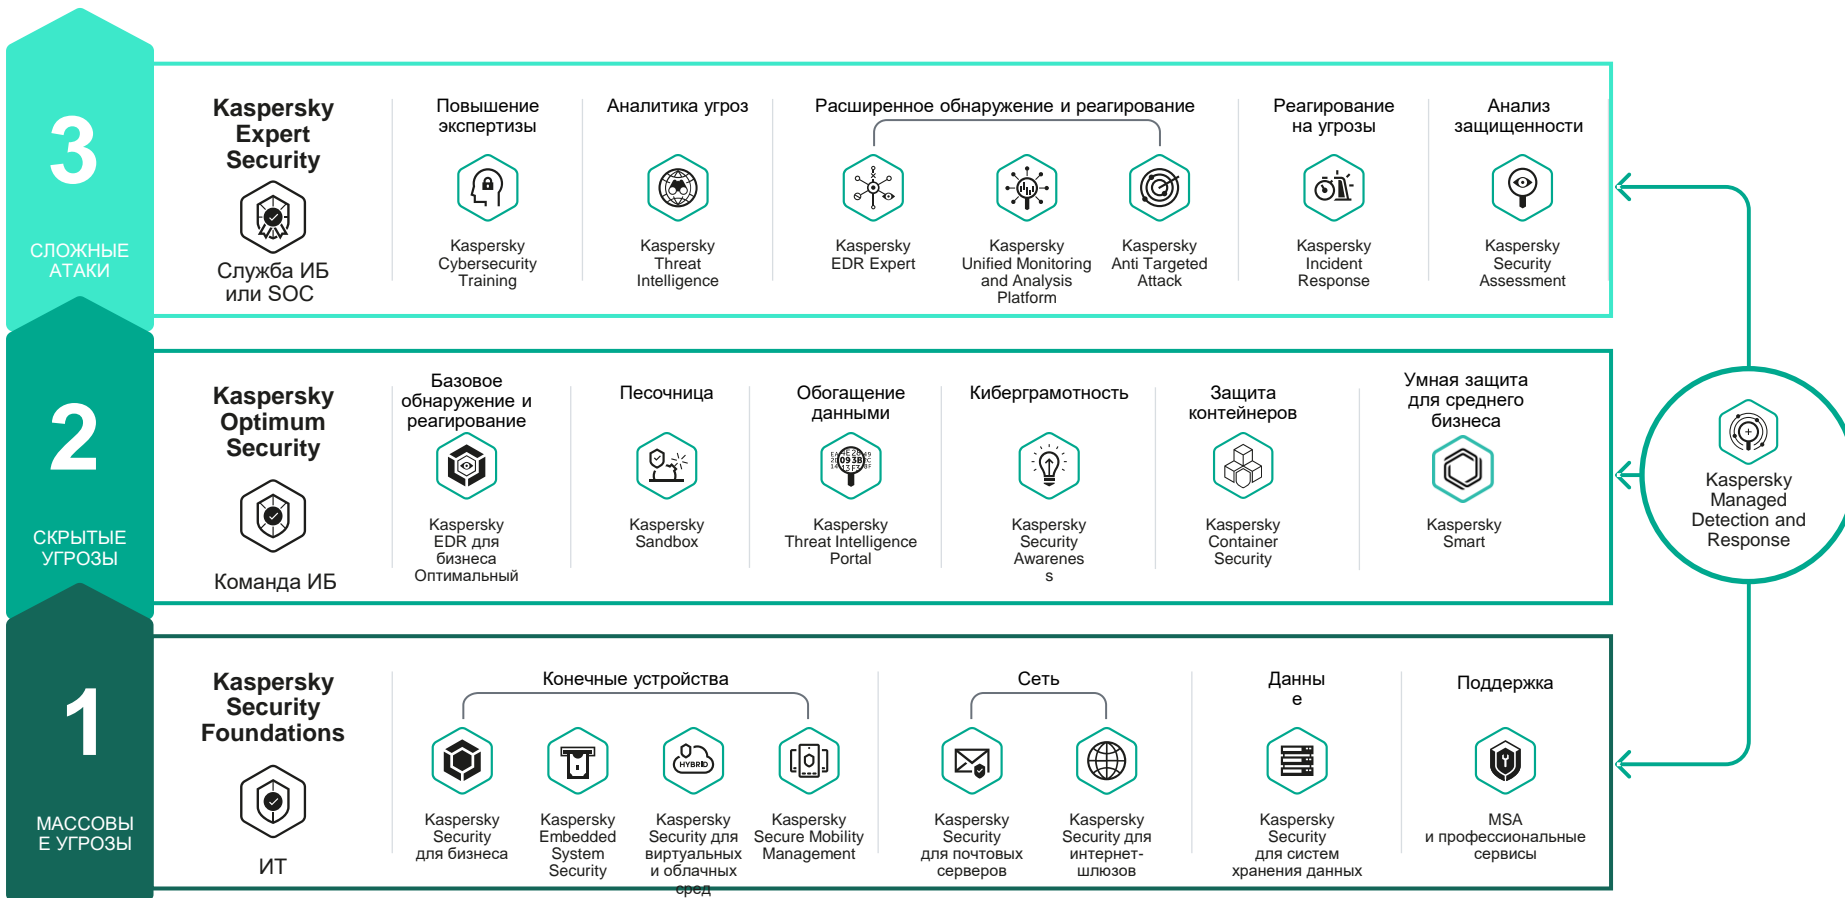 3
СЛОЖНЫЕ
АТАКИ
Kaspersky
Expert
Security
Служба ИБ
или SOC
Повышение
экспертизы
Kaspersky
Cybersecurity
Training
Аналитика угроз
Kaspersky
Threat
Intelligence
Расширенное обнаружение и реагирование
Kaspersky
EDR Expert
Kaspersky
Unified Monitoring
and Analysis
Platform
Kaspersky
Anti Targeted
Attack
Реагирование
на угрозы
Kaspersky
Incident
Response
Анализ
защищенности
Kaspersky
Security
Assessment
2
СКРЫТЫЕ
УГРОЗЫ
Kaspersky
Optimum
Security
Команда ИБ
Базовое
обнаружение и
реагирование
Kaspersky
EDR для
бизнеса
Оптимальный
Песочница
Kaspersky
Sandbox
Обогащение
данными
093B
Kaspersky
Threat Intelligence
Portal
Киберграмотность
Kaspersky
Security
Awarenes
s
Защита
контейнеров
Kaspersky
Container
Security
Умная защита
для среднего
бизнеса
Kaspersky
Smart
Kaspersky
Managed
Detection and
Response
1
МАССОВЫ
Е УГРОЗЫ
Kaspersky
Security
Foundations
ИТ
Конечные устройства
Kaspersky
Security
для бизнеса
Kaspersky
Embedded
System
Security
HYBRID
Kaspersky
Security для
виртуальных
и облачных
сред
Kaspersky
Secure Mobility
Management
Сеть
Kaspersky
Security
для почтовых
серверов
Kaspersky
Security для
интернет-
шлюзов
Данны
е
Kaspersky
Security
для систем
хранения данных
Поддержка
MSA
и профессиональные
сервисы